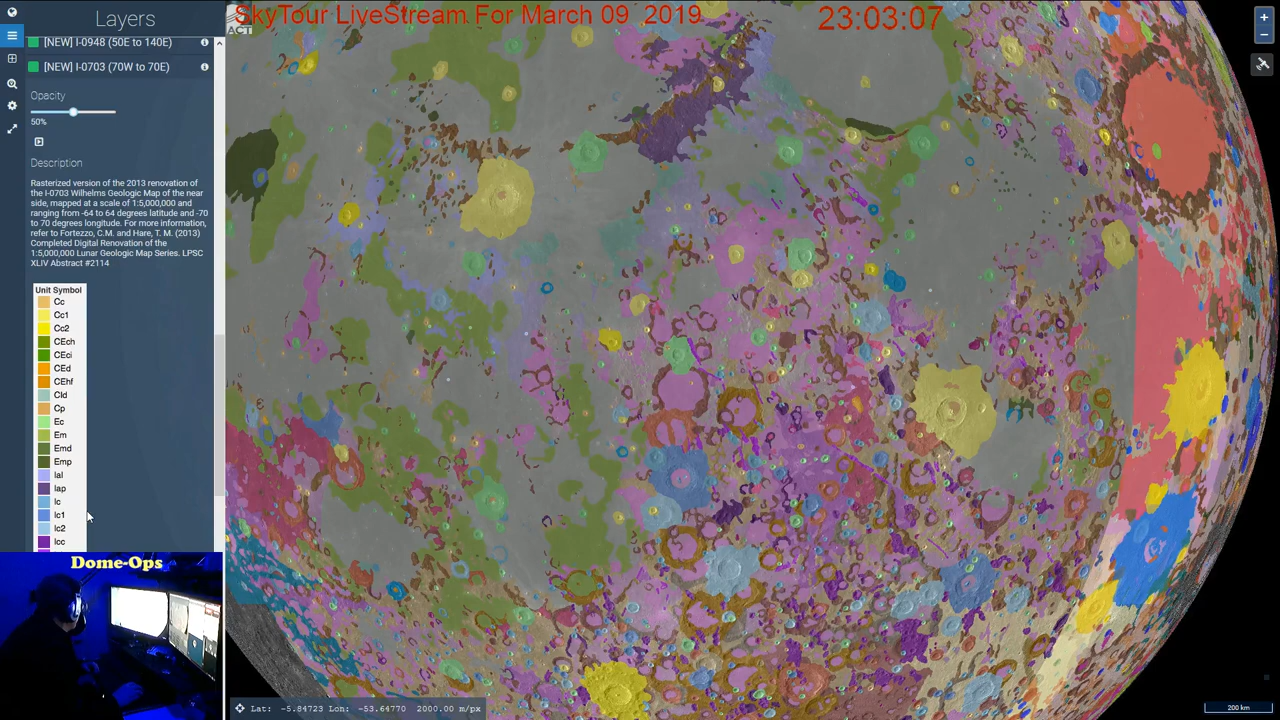 Layers
SkyTour LiveStream For March 09 2019
23:03:07
ACT
[NEW] I-0948 (50E to 140E)
[NEW] I-0703 (70W to 70E)
Opacity
50%
Description
Rasterized version of the 2013 renovation of
the I-0703 Wilhelms Geologic Map of the near
side, mapped at a scale of 1:5,000,000 and
ranging from -64 to 64 degrees latitude and -70
to 70 degrees longitude. For more information,
refer to Fortezzo, C.M. and Hare, T. M. (2013)
Completed Digital Renovation of the
1:5,000,000 Lunar Geologic Map Series. LPSC
XLIV Abstract #2114
Unit Symbol
Cc
Cc1
Cc2
CEch
CEci
CEd
CEhf
CId
Cp
Ec
Em
Emd
Emp
IaI
Iap
Ic
Ic1
Ic2
Icc
Dome-Ops
Lat: -5.84723 Lon: -53.64770 2000.00 m/px
200 km